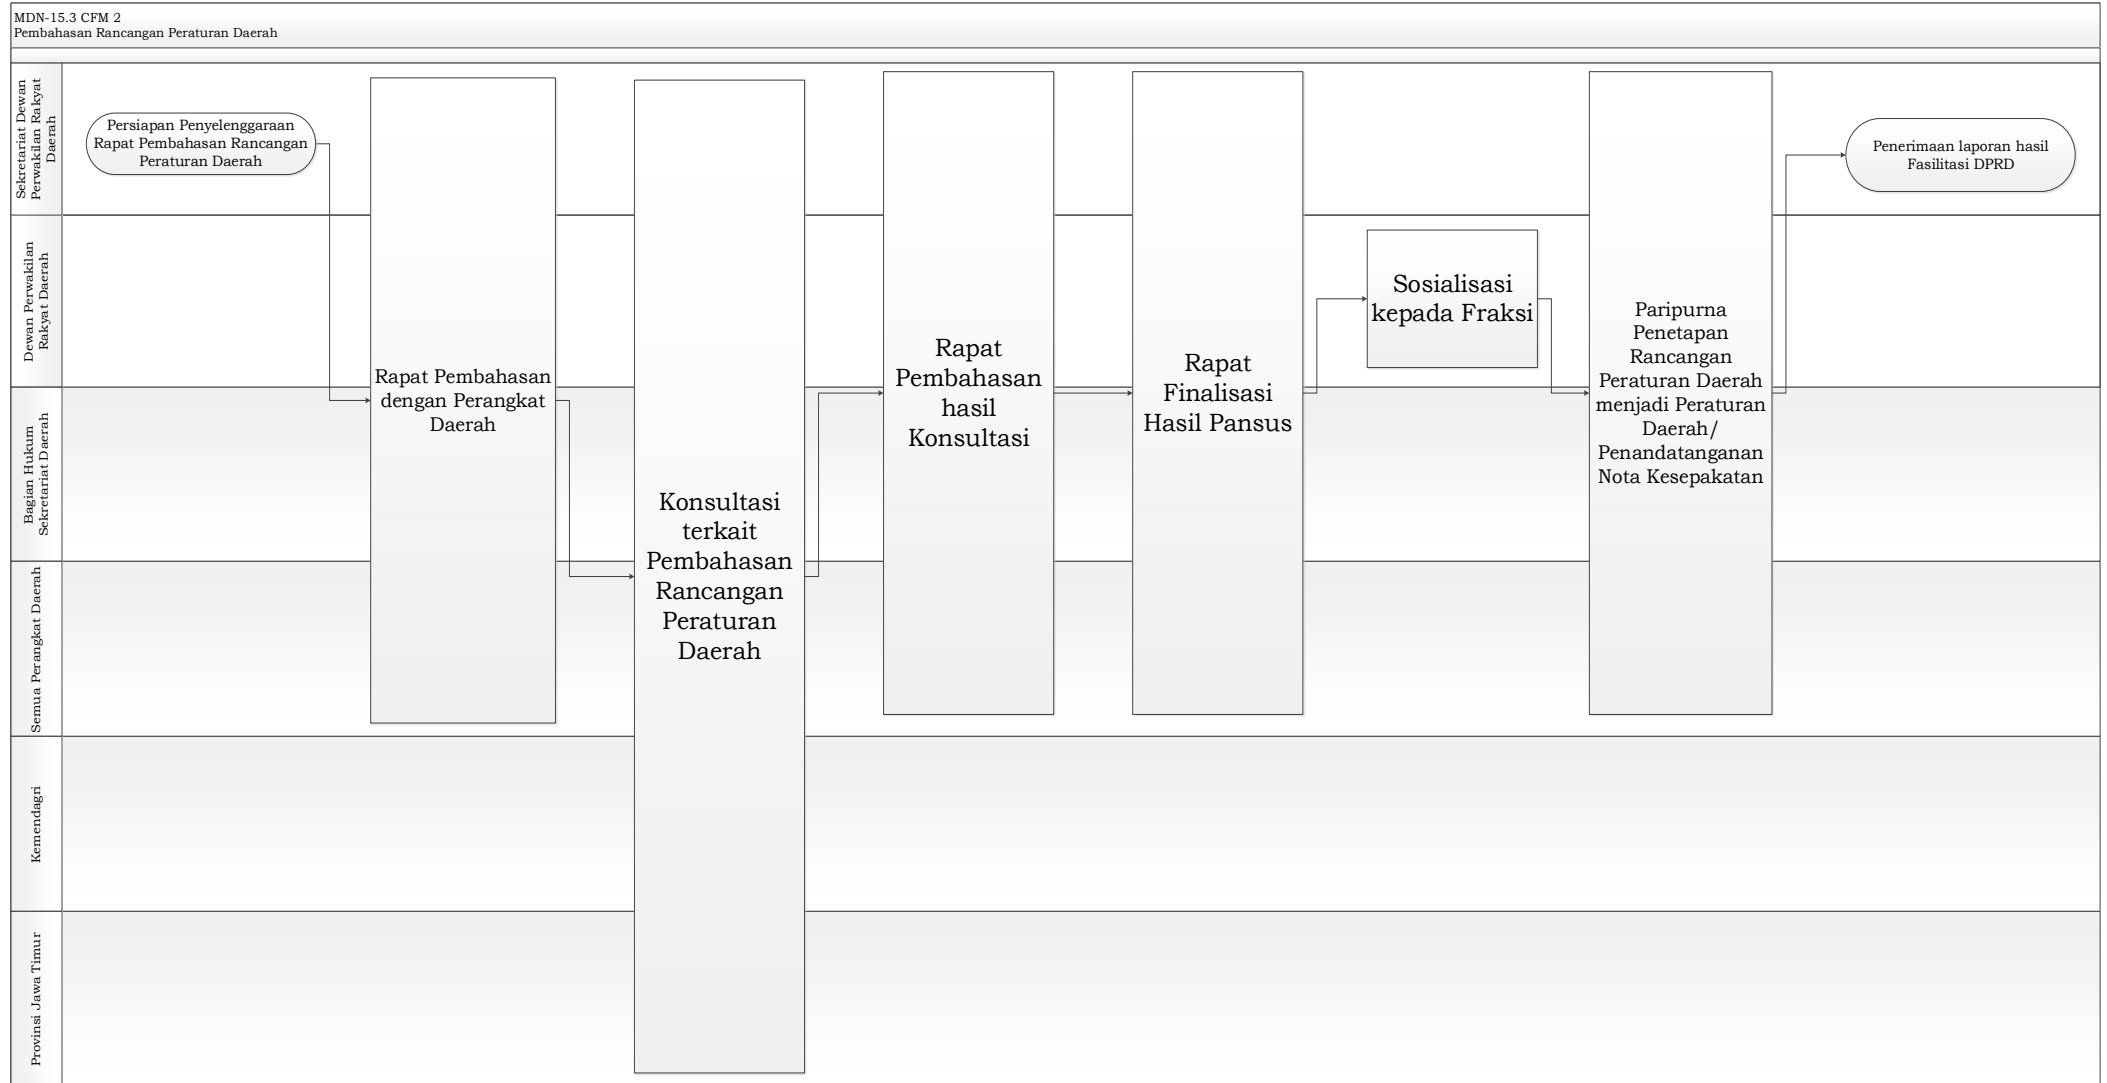 MDN-15.3 CFM 2
Pembahasan Rancangan Peraturan Daerah
Sekretariat Dewan
Perwakilan Rakyat
Daerah
Persiapan Penyelenggaraan
Rapat Pembahasan Rancangan
Peraturan Daerah
Penerimaan laporan hasil
Fasilitasi DPRD
Dewan Perwakilan
Rakyat Daerah
Sosialisasi
kepada Fraksi
Bagian Hukum
Sekretariat Daerah
Rapat Pembahasan
dengan Perangkat
Daerah
Konsultasi
terkait
Pembahasan
Rancangan
Peraturan
Daerah
Rapat
Pembahasan
hasil
Konsultasi
Rapat
Finalisasi
Hasil Pansus
Paripurna
Penetapan
Rancangan
Peraturan Daerah
menjadi Peraturan
Daerah/
Penandatanganan
Nota Kesepakatan
Semua Perangkat Daerah
Kemendagri
Provinsi Jawa Timur